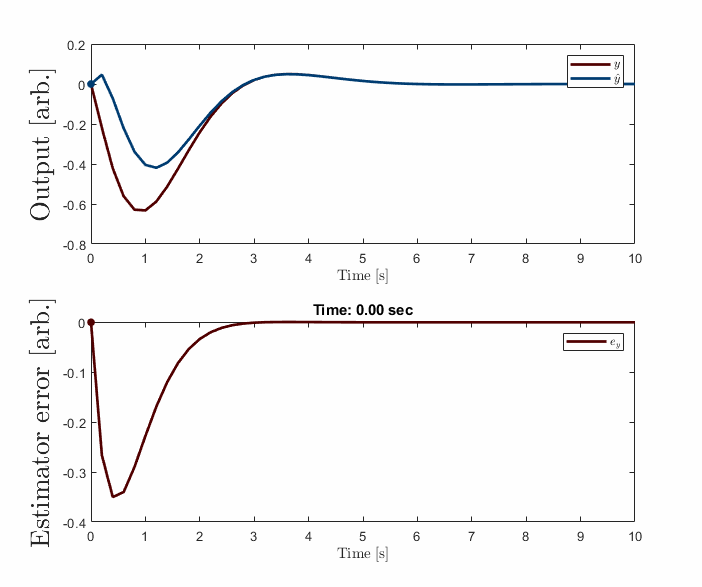 Output [arb.]
0.2
0
-0.2
-0.4
-0.6
-0.8
y
ŷ
0 1 2 3 4 5 6 7 8 9 10
Time [s]
Time: 0.00 sec
Estimator error [arb.]
0
-0.1
-0.2
-0.3
-0.4
e_y
0 1 2 3 4 5 6 7 8 9 10
Time [s]